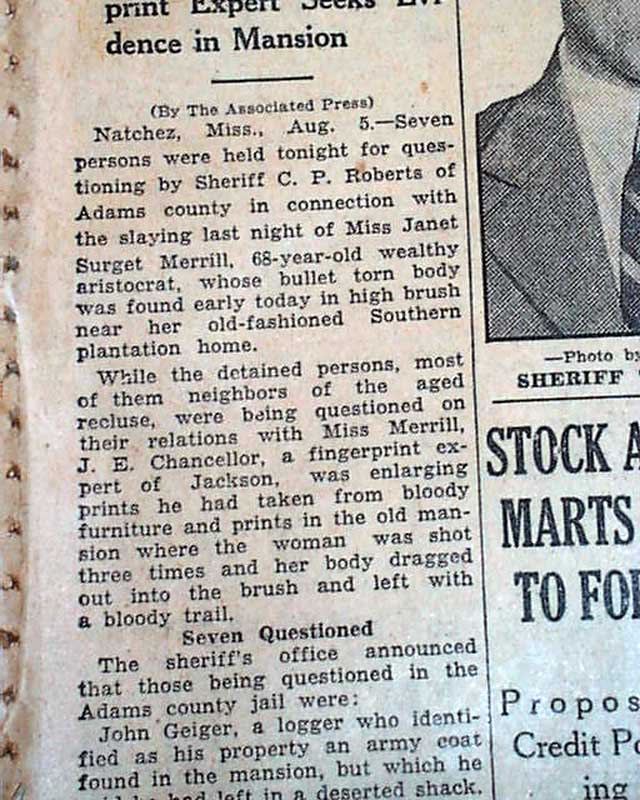 print Expert Seeks Evi-
dence in Mansion
(By The Associated Press)
Natchez, Miss., Aug. 5.—Seven
persons were held tonight for ques-
tioning by Sheriff C. P. Roberts of
Adams county in connection with
the slaying last night of Miss Janet
Surget Merrill, 68-year-old wealthy
aristocrat, whose bullet torn body
was found early today in high brush
near her old-fashioned Southern
plantation home.
While the detained persons, most
of them neighbors of the aged
recluse, were being questioned on
their relations with Miss Merrill,
J. E. Chancellor, a fingerprint ex-
pert of Jackson, was enlarging
prints he had taken from bloody
furniture and prints in the old man-
sion where the woman was shot
three times and her body dragged
out into the brush and left with
a bloody trail.
Seven Questioned
The sheriff's office announced
that those being questioned in the
Adams county jail were:
John Geiger, a logger who identi-
fied as his property an army coat
found in the mansion, but which he
he had left in a deserted shack.
—Photo by
SHERIFF
STOCK A
MARTS
TO FO
Propos
Credit Po
ing